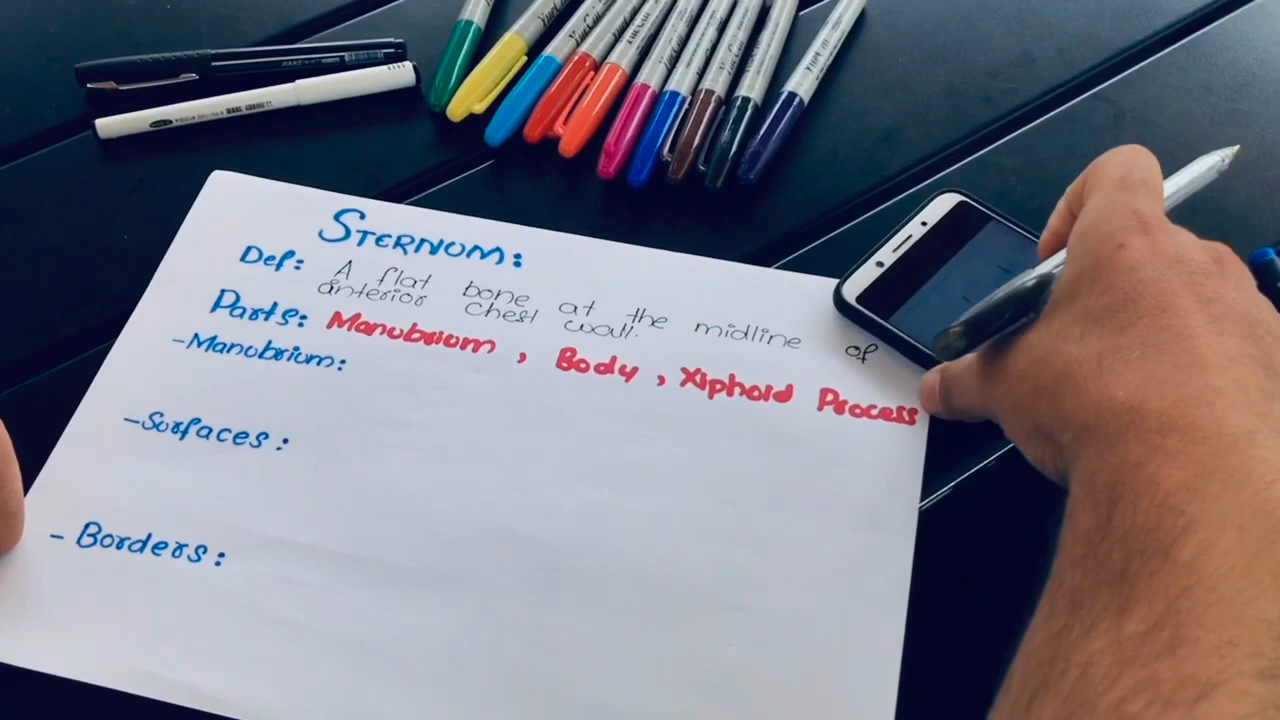 STERNUM:
Def: A flat bone at the midline of
anterior chest wall.
Parts: Manubrium, Body, Xiphoid Process
-Manubrium:
-Surfaces:
- Borders: